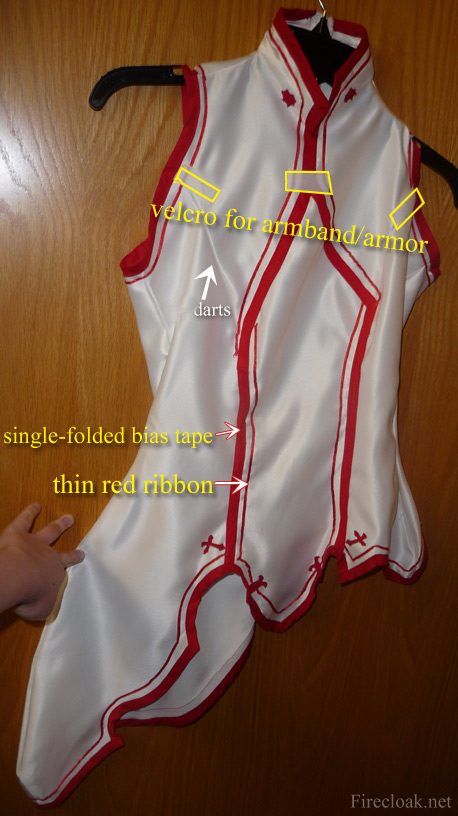 velcro for armband/armor
darts
single-folded bias tape
thin red ribbon
Firecloak.net